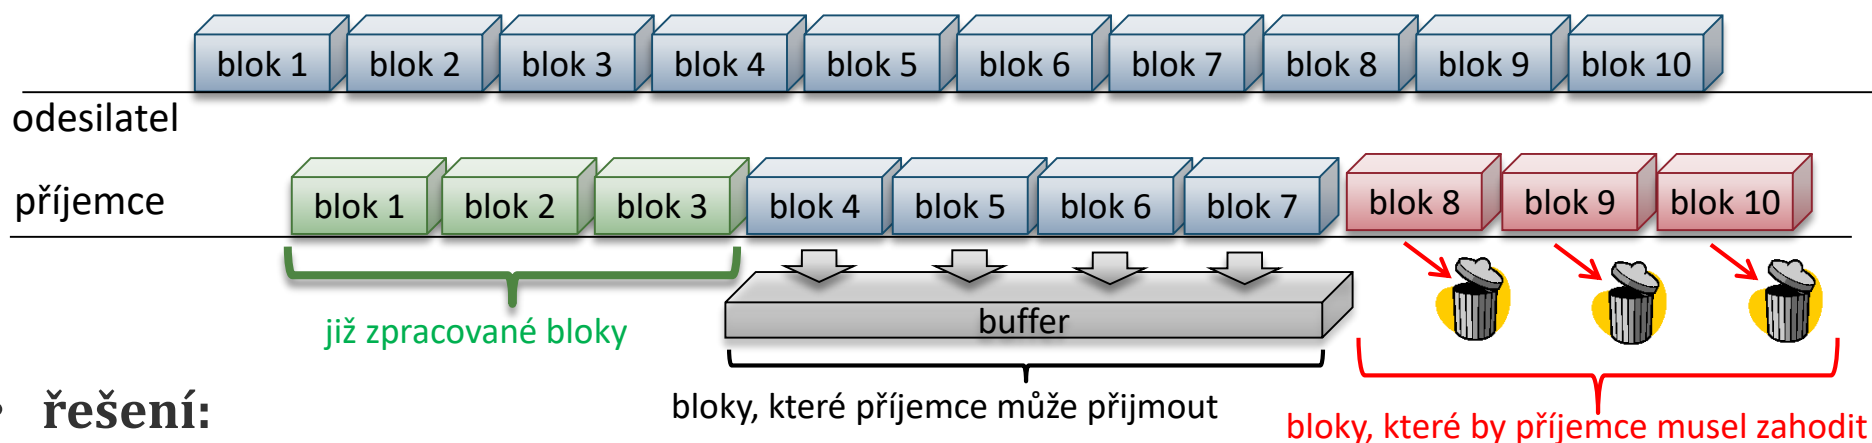 blok 1 blok 2 blok 3 blok 4 blok 5 blok 6 blok 7 blok 8 blok 9 blok 10
odesilatel
příjemce blok 1 blok 2 blok 3 blok 4 blok 5 blok 6 blok 7 blok 8 blok 9 blok 10
buffer
již zpracované bloky
bloky, které příjemce může přijmout
bloky, které by příjemce musel zahodit
• řešení: